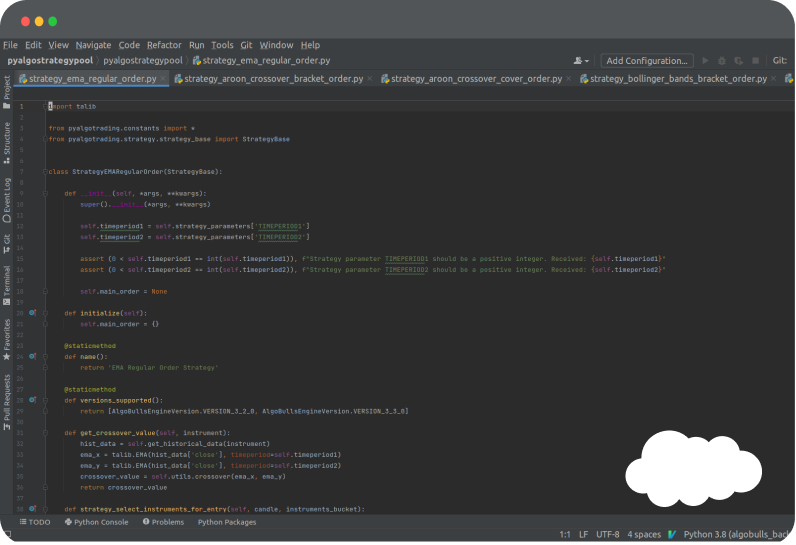 File Edit View Navigate Code Refactor Run Tools Git Window Help
pyalgostrategypool pyalgostrategypool strategy_ema_regular_order.py Add Configuration... Git:
strategy_ema_regular_order.py strategy_aroon_crossover_bracket_order.py strategy_aroon_crossover_cover_order.py strategy_bollinger_bands_bracket_order.py
Project
Structure
Event Log
Git
Terminal
Favorites
Pull Requests
1 import talib
2
3 from pyalgotrading.constants import *
4 from pyalgotrading.strategy.strategy_base import StrategyBase
5
6
7 class StrategyEMARegularOrder(StrategyBase):
8
9 def __init__(self, *args, **kwargs):
10 super().__init__(*args, **kwargs)
11
12 self.timeperiod1 = self.strategy_parameters['TIMEPERIOD1']
13 self.timeperiod2 = self.strategy_parameters['TIMEPERIOD2']
14
15 assert (0 < self.timeperiod1 == int(self.timeperiod1)), f"Strategy parameter TIMEPERIOD1 should be a positive integer. Received: {self.timeperiod1}"
16 assert (0 < self.timeperiod2 == int(self.timeperiod2)), f"Strategy parameter TIMEPERIOD2 should be a positive integer. Received: {self.timeperiod2}"
17
18 self.main_order = None
19
20 def initialize(self):
21 self.main_order = {}
22
23 @staticmethod
24 def name():
25 return 'EMA Regular Order Strategy'
26
27 @staticmethod
28 def versions_supported():
29 return [AlgoBullsEngineVersion.VERSION_3_2_0, AlgoBullsEngineVersion.VERSION_3_3_0]
30
31 def get_crossover_value(self, instrument):
32 hist_data = self.get_historical_data(instrument)
33 ema_x = talib.EMA(hist_data['close'], timeperiod=self.timeperiod1)
34 ema_y = talib.EMA(hist_data['close'], timeperiod=self.timeperiod2)
35 crossover_value = self.utils.crossover(ema_x, ema_y)
36 return crossover_value
37
38 def strategy_select_instruments_for_entry(self, candle, instruments_bucket):
TODO Python Console Problems Python Packages
1:1 LF UTF-8 4 spaces Python 3.8 (algobulls_bac